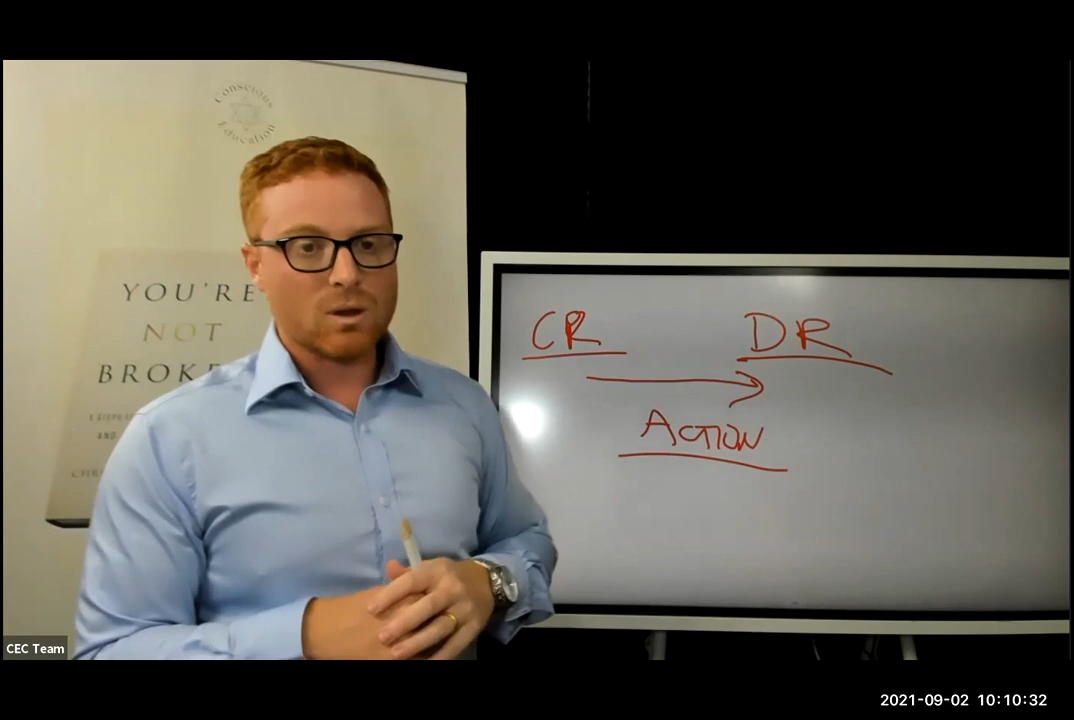 Conscious
Education
YOU'RE
NOT
CR
DR
ACTION
CEC Team
2021-09-02 10:10:32